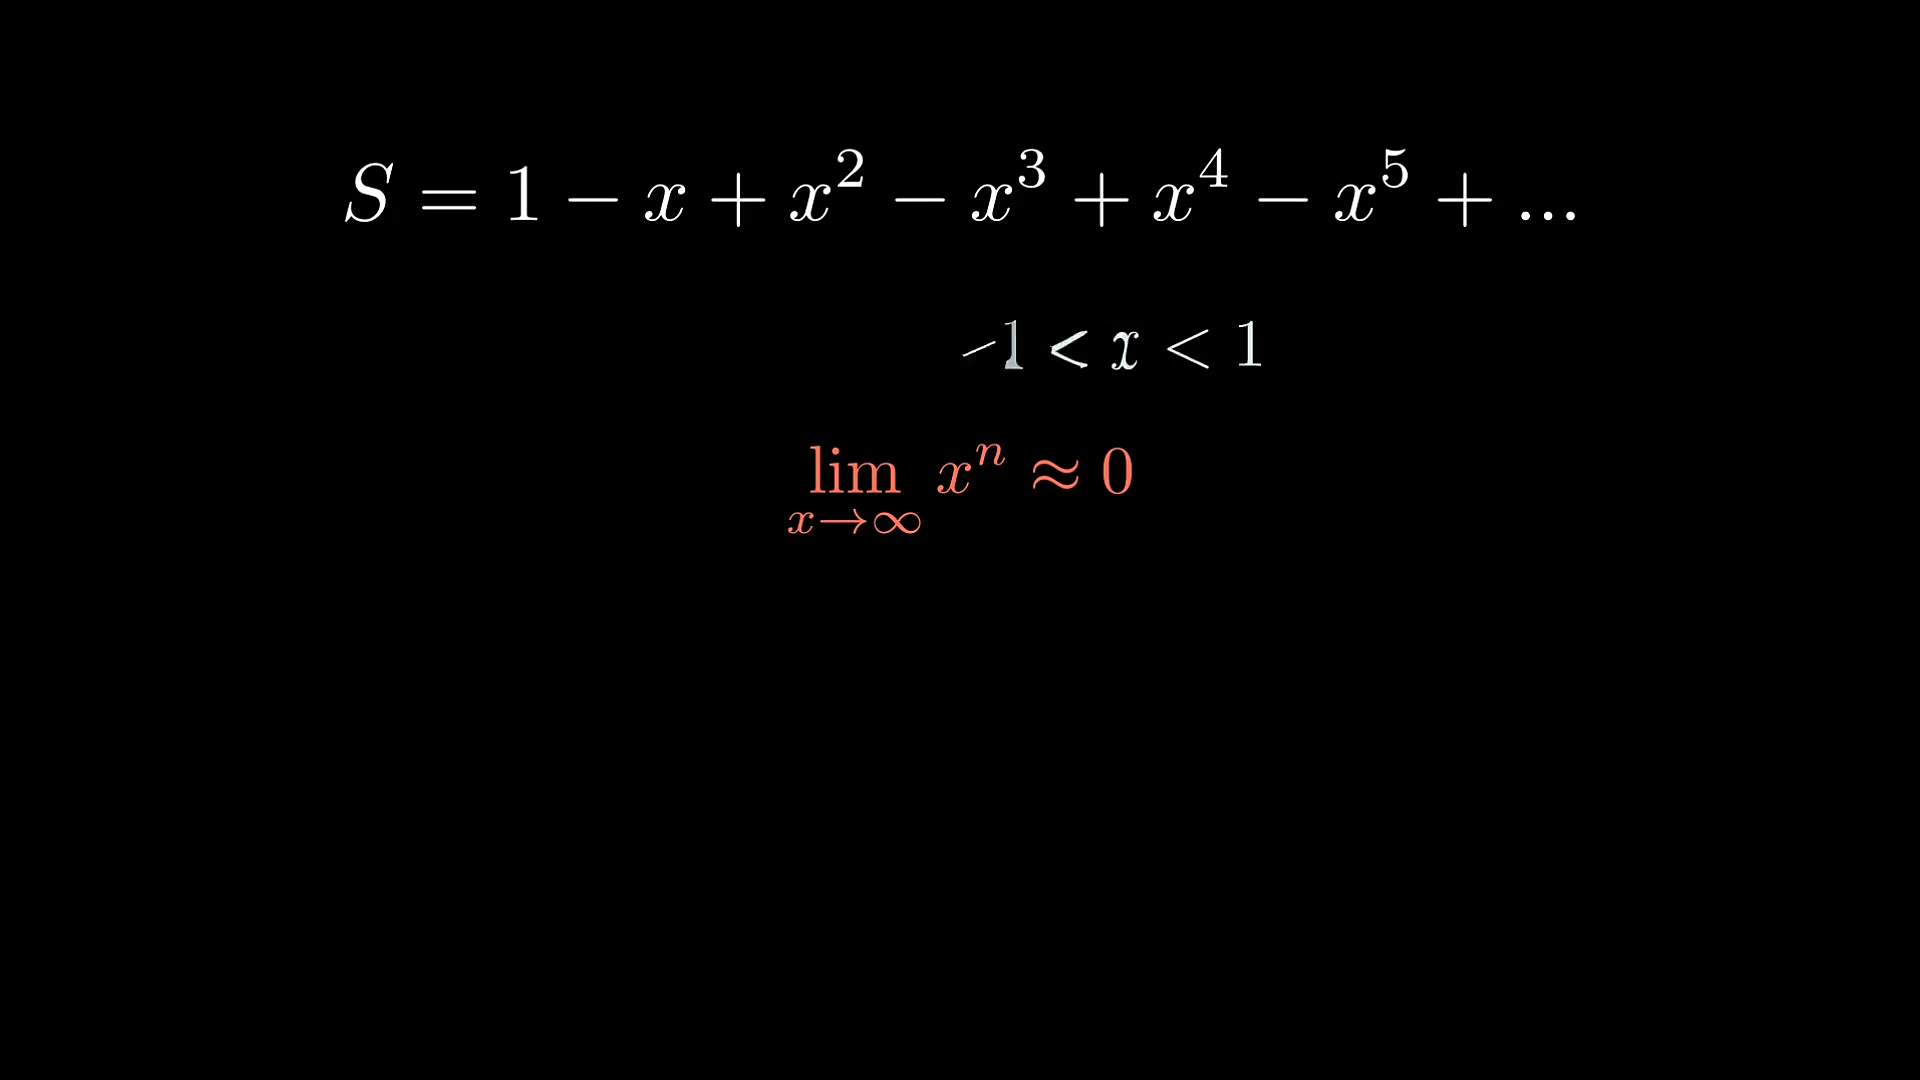 S = 1 − x + x² − x³ + x⁴ − x⁵ + ...
−1 < x < 1
lim x→∞ xⁿ ≈ 0